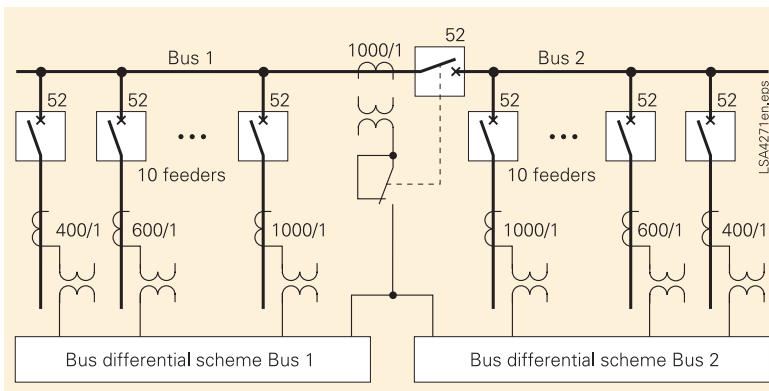 52
1000/1
Bus 1
Bus 2
52
52
52
52
52
52
10 feeders
10 feeders
400/1
600/1
1000/1
1000/1
600/1
400/1
Bus differential scheme Bus 1
Bus differential scheme Bus 2
LSA4271en.eps